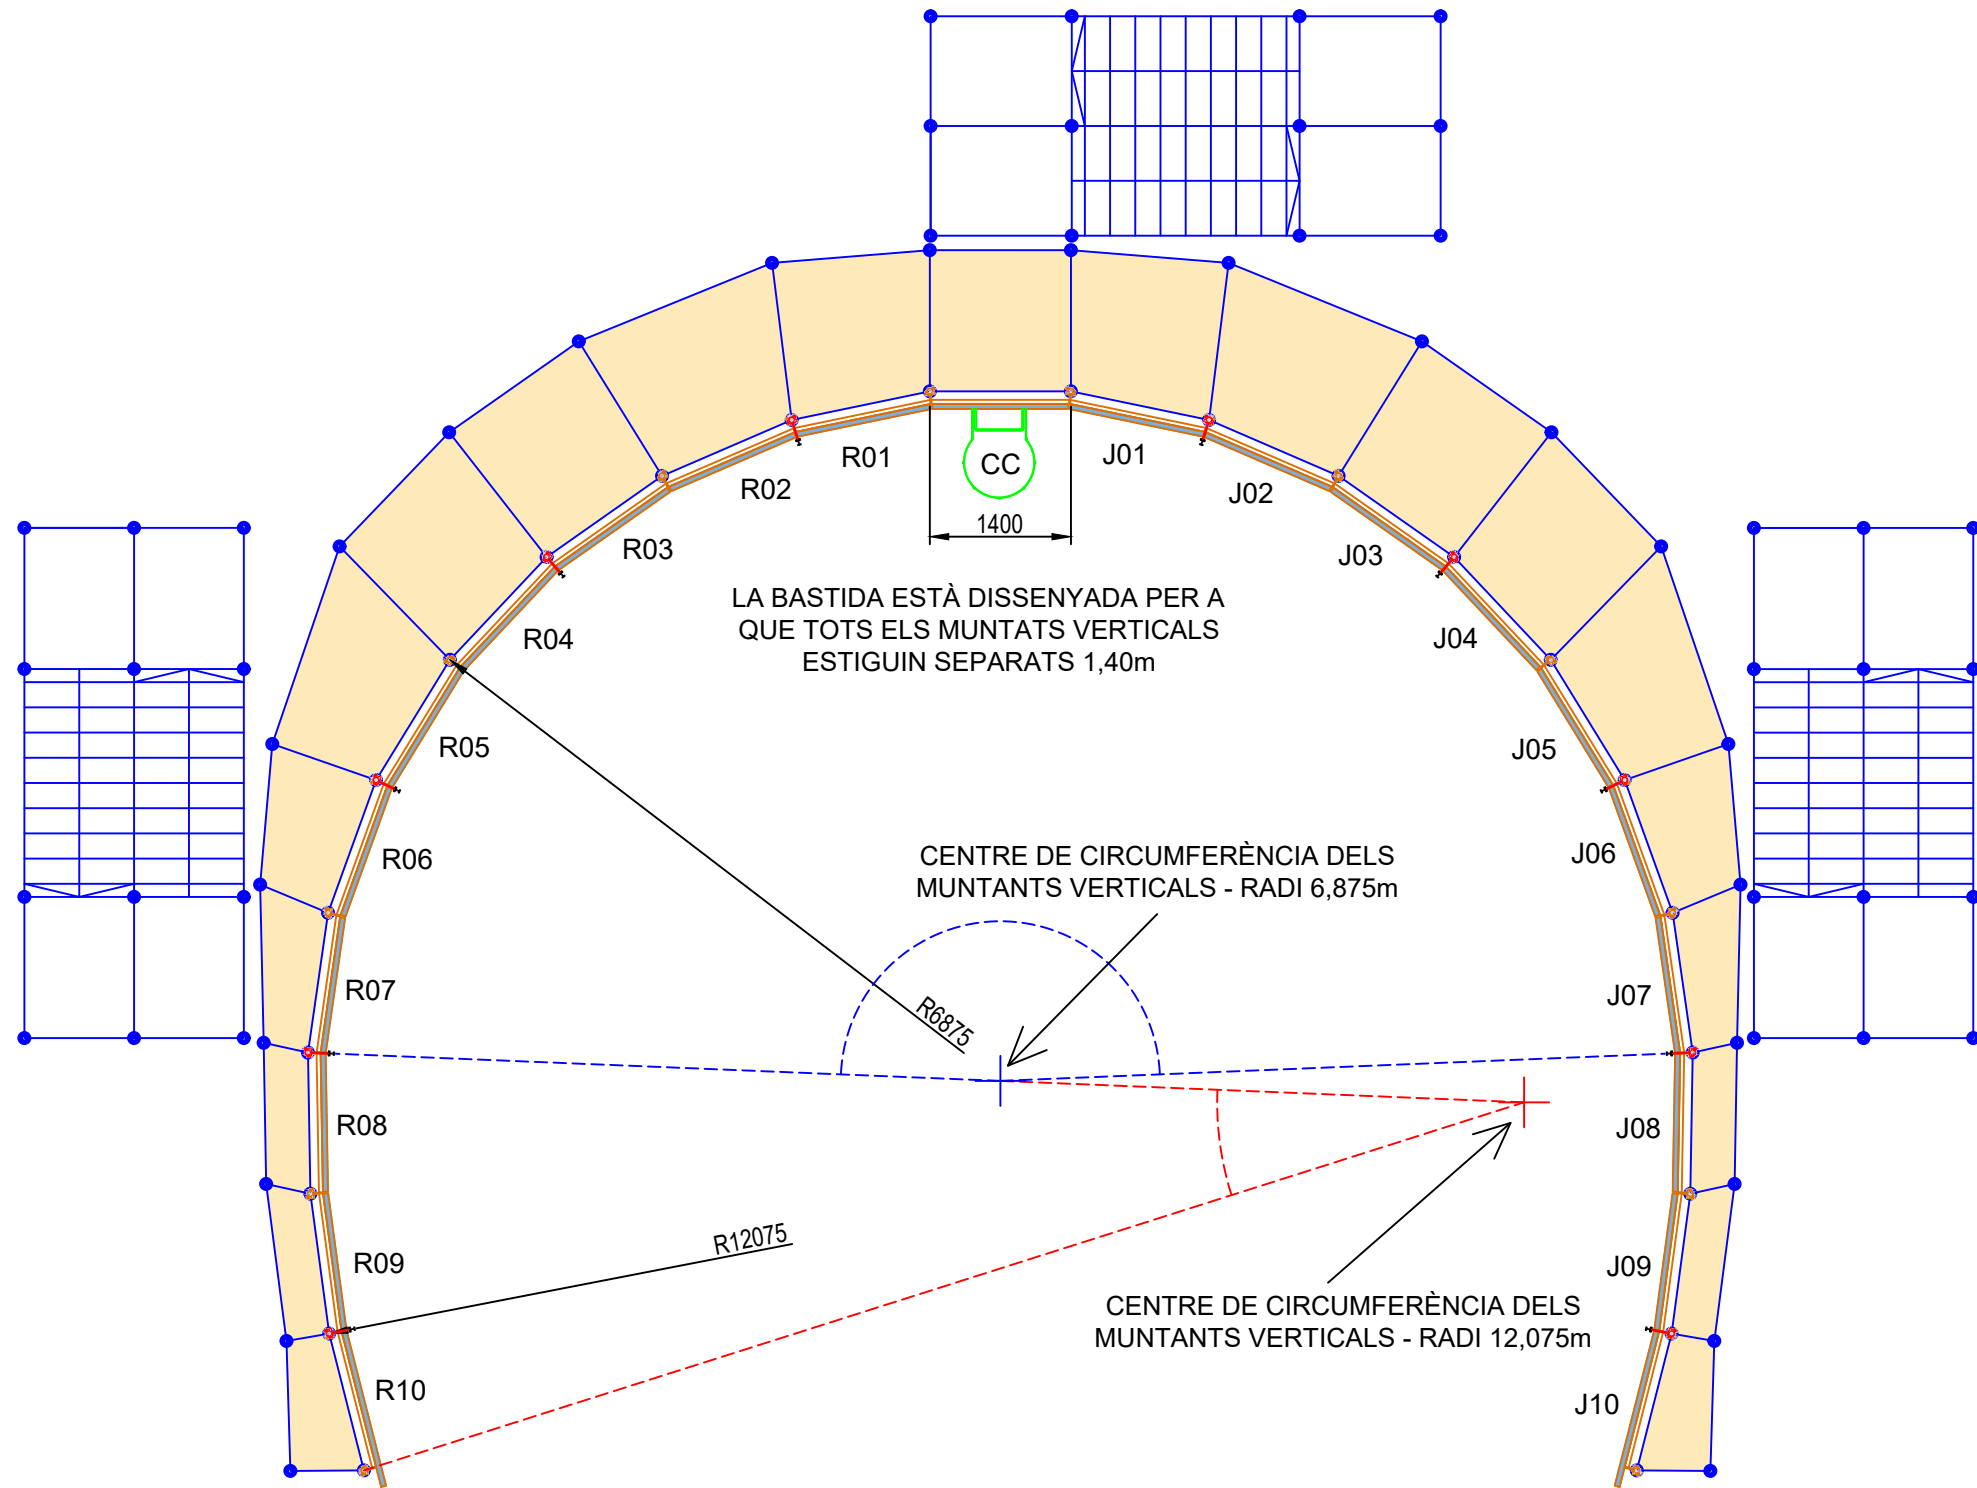 R01
CC
J01
R02
J02
1400
R03
J03
LA BASTIDA ESTÀ DISSENYADA PER A
QUE TOTS ELS MUNTATS VERTICALS
ESTIGUIN SEPARATS 1,40m
R04
J04
R05
J05
R06
J06
CENTRE DE CIRCUMFERÈNCIA DELS
MUNTANTS VERTICALS - RADI 6,875m
R07
J07
R6875
R08
J08
R12075
R09
J09
CENTRE DE CIRCUMFERÈNCIA DELS
MUNTANTS VERTICALS - RADI 12,075m
R10
J10